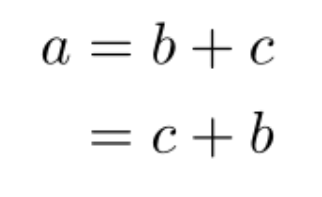 a = b + c
= c + b